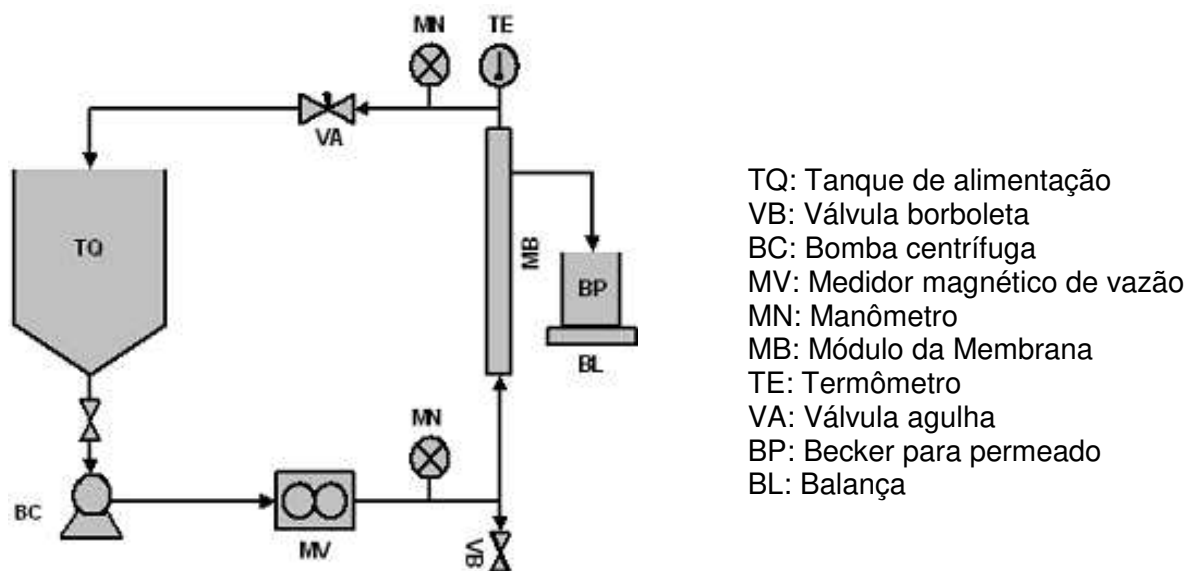 MN
TE
VA
TQ
MB
BP
BL
MN
BC
MV
VB
TQ: Tanque de alimentação
VB: Válvula borboleta
BC: Bomba centrífuga
MV: Medidor magnético de vazão
MN: Manômetro
MB: Módulo da Membrana
TE: Termômetro
VA: Válvula agulha
BP: Becker para permeado
BL: Balança